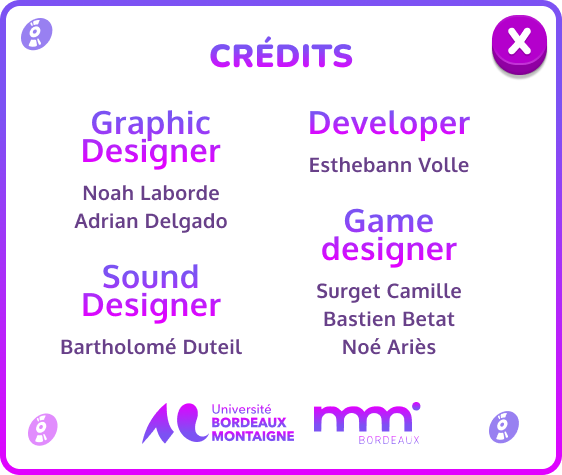 CRÉDITS
Graphic
Designer
Noah Laborde
Adrian Delgado
Sound
Designer
Bartholomé Duteil
Developer
Esthebann Volle
Game
designer
Surget Camille
Bastien Betat
Noé Ariès
Université
BORDEAUX
MONTAIGNE
mmi
BORDEAUX